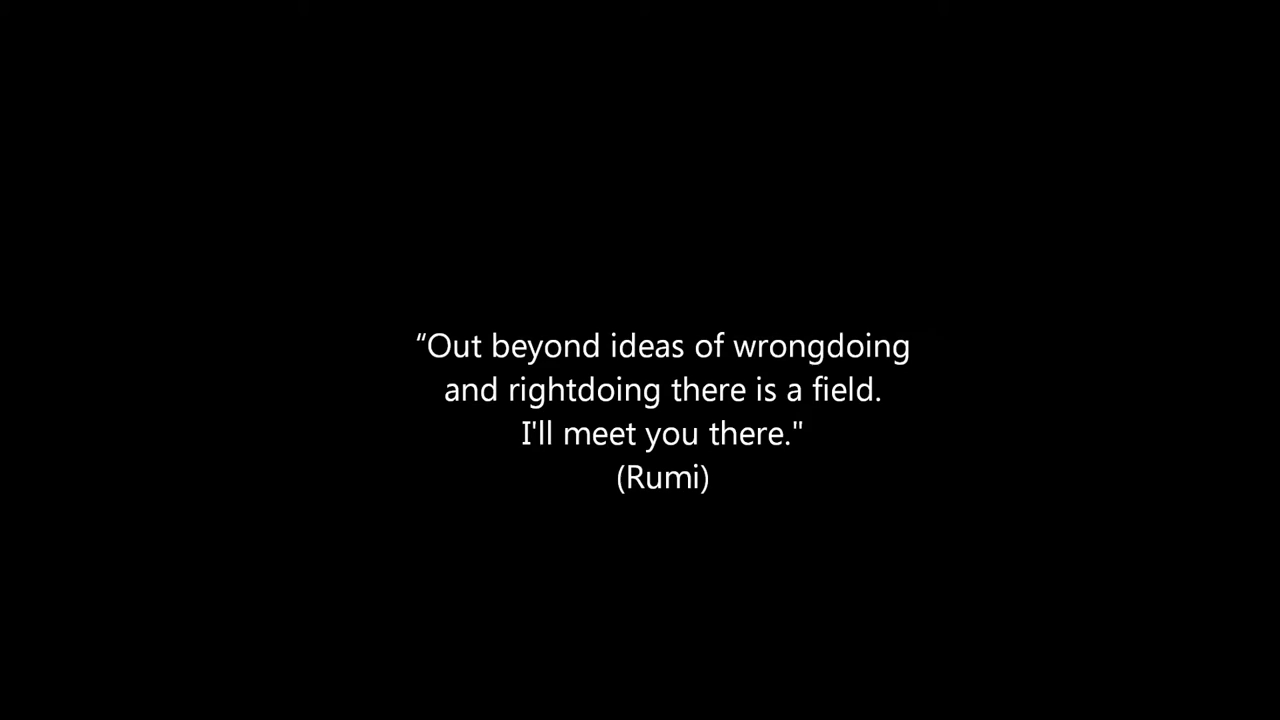 “Out beyond ideas of wrongdoing
and rightdoing there is a field.
I'll meet you there."
(Rumi)